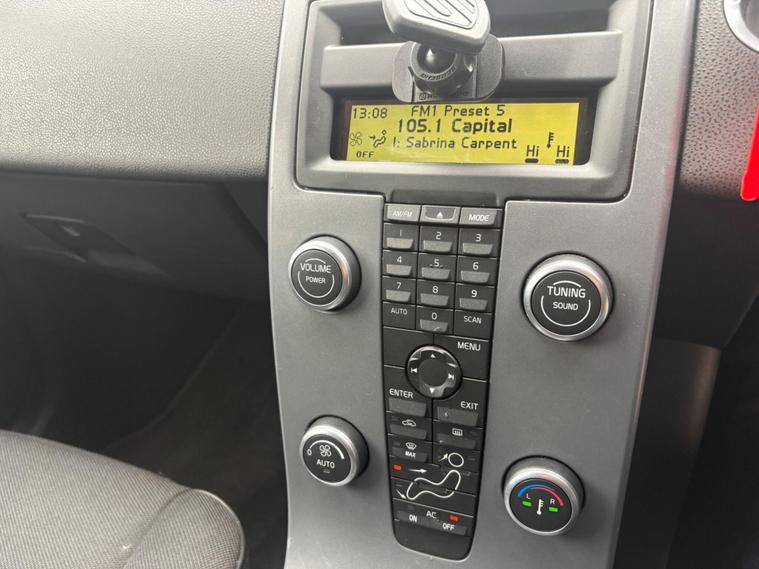 13:08 FM1 Preset 5
105.1 Capital
OFF I: Sabrina Carpent Hi Hi
AM/FM MODE
1 2 3
4 5 6
7 8 9
AUTO 0 SCAN
VOLUME
POWER
TUNING
SOUND
MENU
ENTER EXIT
MAX
0 AUTO
L R
AC
ON OFF